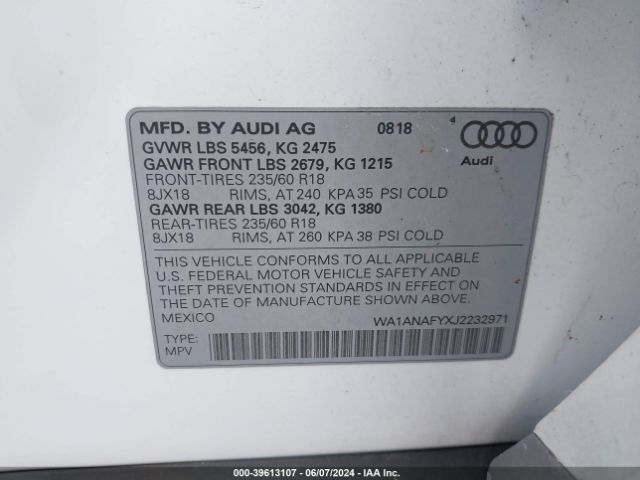 MFD. BY AUDI AG 0818
GVWR LBS 5456, KG 2475
GAWR FRONT LBS 2679, KG 1215
FRONT-TIRES 235/60 R18
8JX18 RIMS, AT 240 KPA 35 PSI COLD
GAWR REAR LBS 3042, KG 1380
REAR-TIRES 235/60 R18
8JX18 RIMS, AT 260 KPA 38 PSI COLD
Audi
THIS VEHICLE CONFORMS TO ALL APPLICABLE
U.S. FEDERAL MOTOR VEHICLE SAFETY AND
THEFT PREVENTION STANDARDS IN EFFECT ON
THE DATE OF MANUFACTURE SHOWN ABOVE.
MEXICO WA1ANAFYXJ2232971
TYPE:
MPV
000-39613107 - 06/07/2024 - IAA Inc.